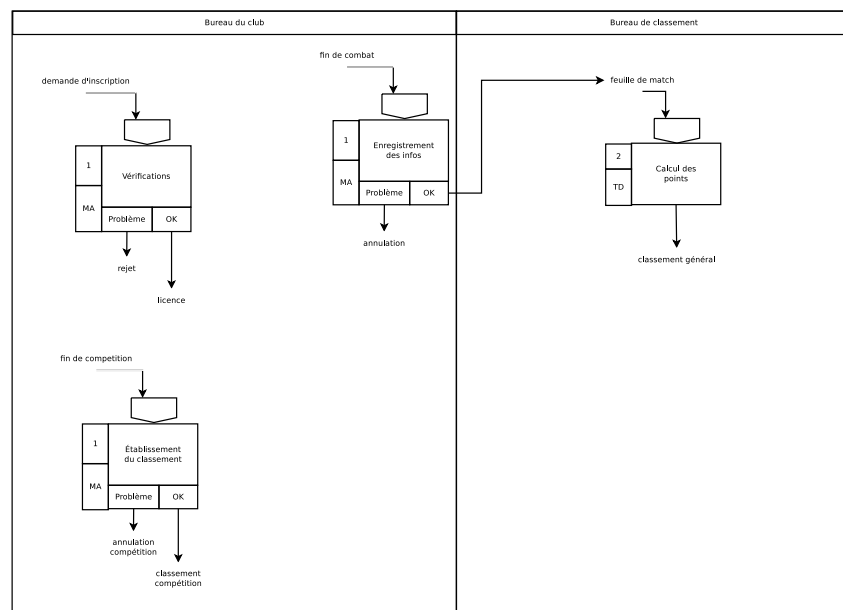 Bureau du club
Bureau de classement
demande d'inscription
1
MA
Vérifications
Problème
OK
rejet
licence
fin de combat
1
MA
Enregistrement
des infos
Problème
OK
annulation
feuille de match
2
TD
Calcul des
points
classement général
fin de competition
1
MA
Établissement
du classement
Problème
OK
annulation
compétition
classement
compétition